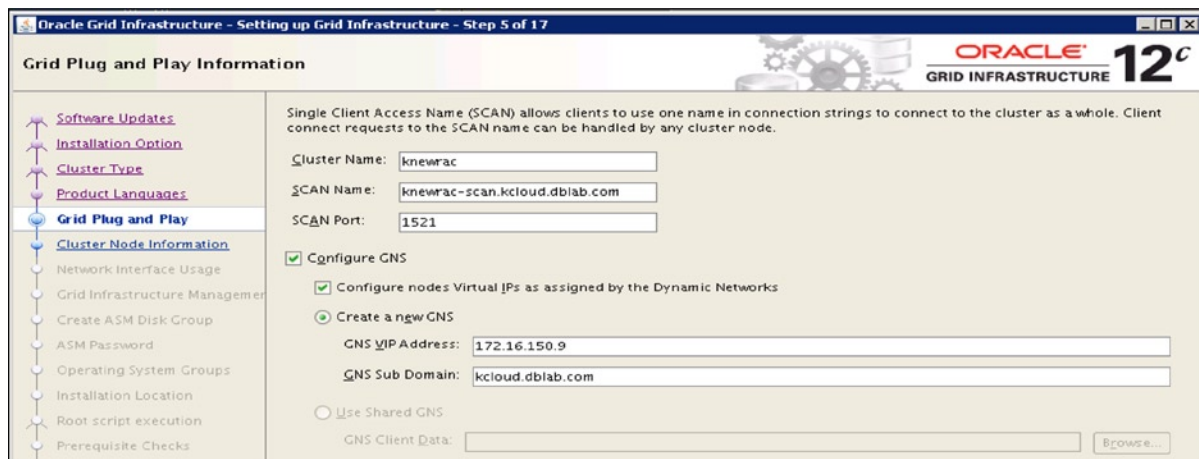 Oracle Grid Infrastructure - Setting up Grid Infrastructure - Step 5 of 17
Grid Plug and Play Information
ORACLE
GRID INFRASTRUCTURE
12c
Software Updates
Installation Option
Cluster Type
Product Languages
Grid Plug and Play
Cluster Node Information
Network Interface Usage
Grid Infrastructure Managemer
Create ASM Disk Group
ASM Password
Operating System Groups
Installation Location
Root script execution
Prerequisite Checks
Single Client Access Name (SCAN) allows clients to use one name in connection strings to connect to the cluster as a whole. Client
connect requests to the SCAN name can be handled by any cluster node.
Cluster Name: knewrac
SCAN Name: knewrac-scan.kcloud.dblab.com
SCAN Port: 1521
Configure GNS
Configure nodes Virtual IPs as assigned by the Dynamic Networks
Create a new GNS
GNS VIP Address: 172.16.150.9
GNS Sub Domain: kcloud.dblab.com
Use Shared GNS
GNS Client Data:
Browse...